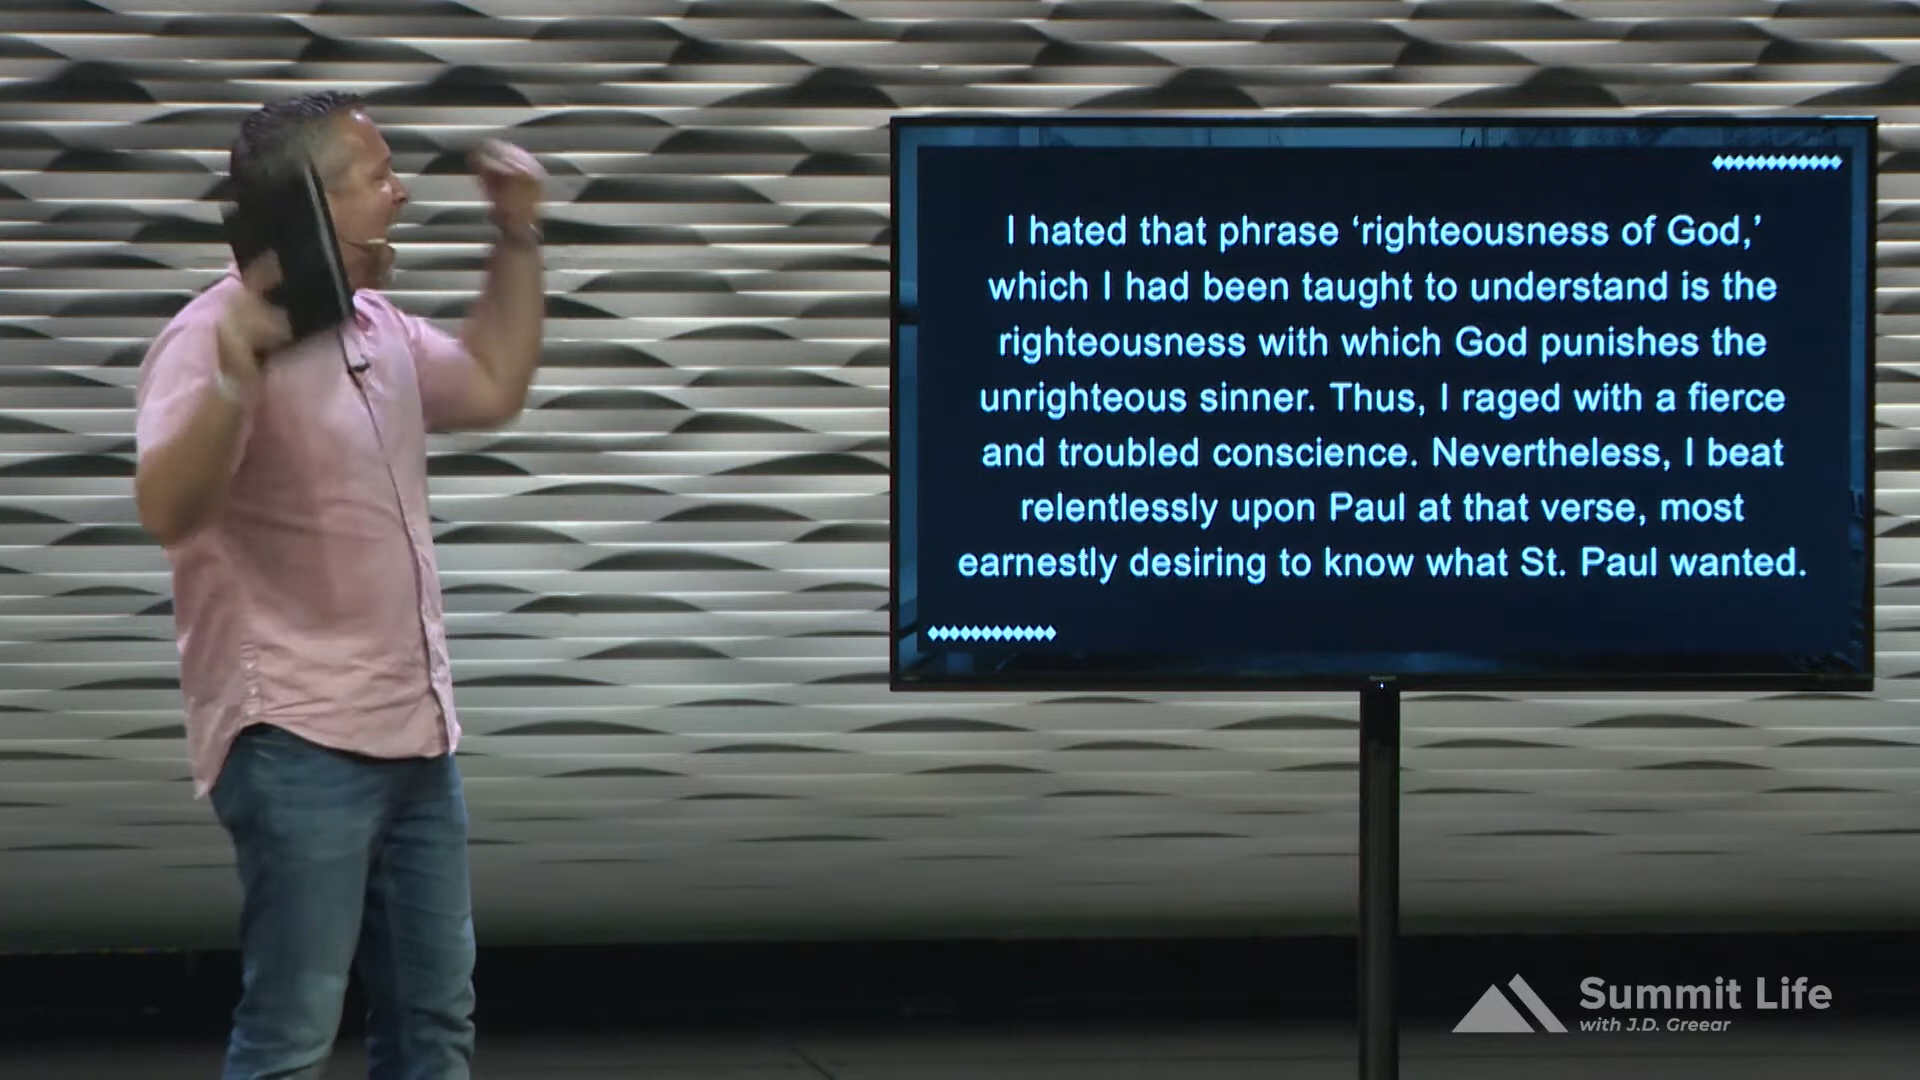 I hated that phrase ‘righteousness of God,’
which I had been taught to understand is the
righteousness with which God punishes the
unrighteous sinner. Thus, I raged with a fierce
and troubled conscience. Nevertheless, I beat
relentlessly upon Paul at that verse, most
earnestly desiring to know what St. Paul wanted.
Summit Life
with J.D. Greear